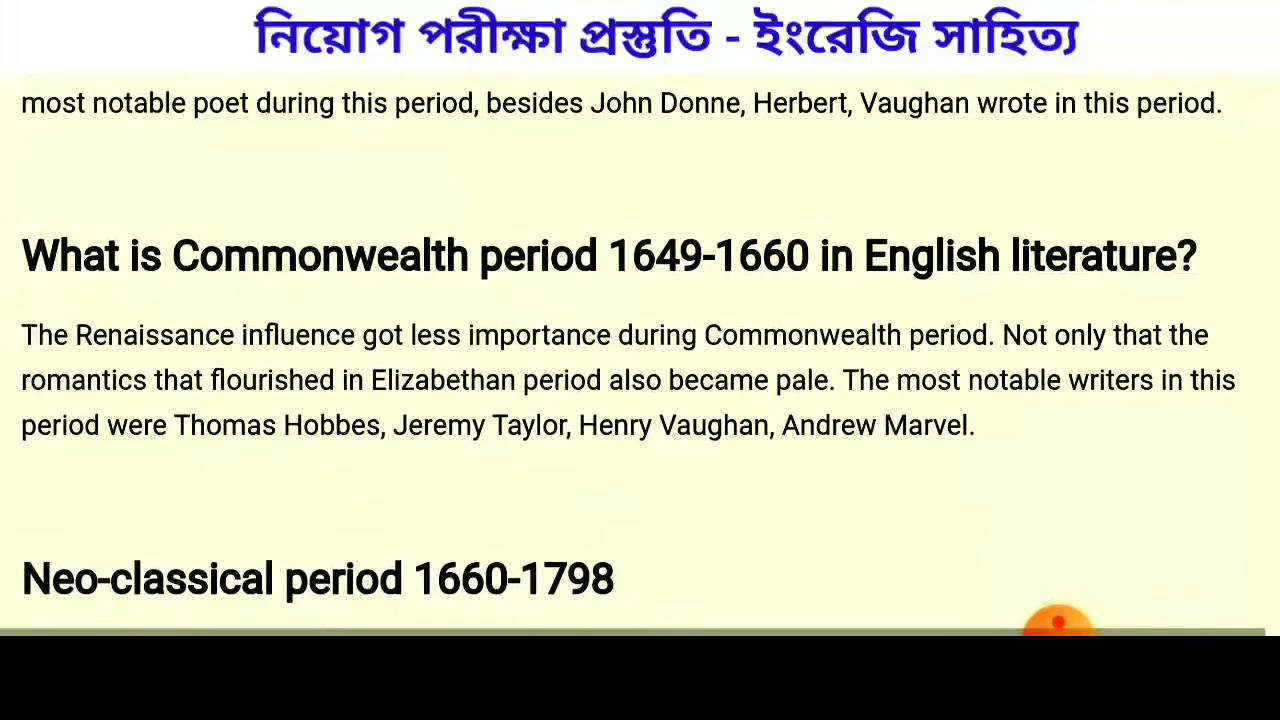 নিয়োগ পরীক্ষা প্রস্তুতি - ইংরেজি সাহিত্য
most notable poet during this period, besides John Donne, Herbert, Vaughan wrote in this period.
What is Commonwealth period 1649-1660 in English literature?
The Renaissance influence got less importance during Commonwealth period. Not only that the
romantics that flourished in Elizabethan period also became pale. The most notable writers in this
period were Thomas Hobbes, Jeremy Taylor, Henry Vaughan, Andrew Marvel.
Neo-classical period 1660-1798